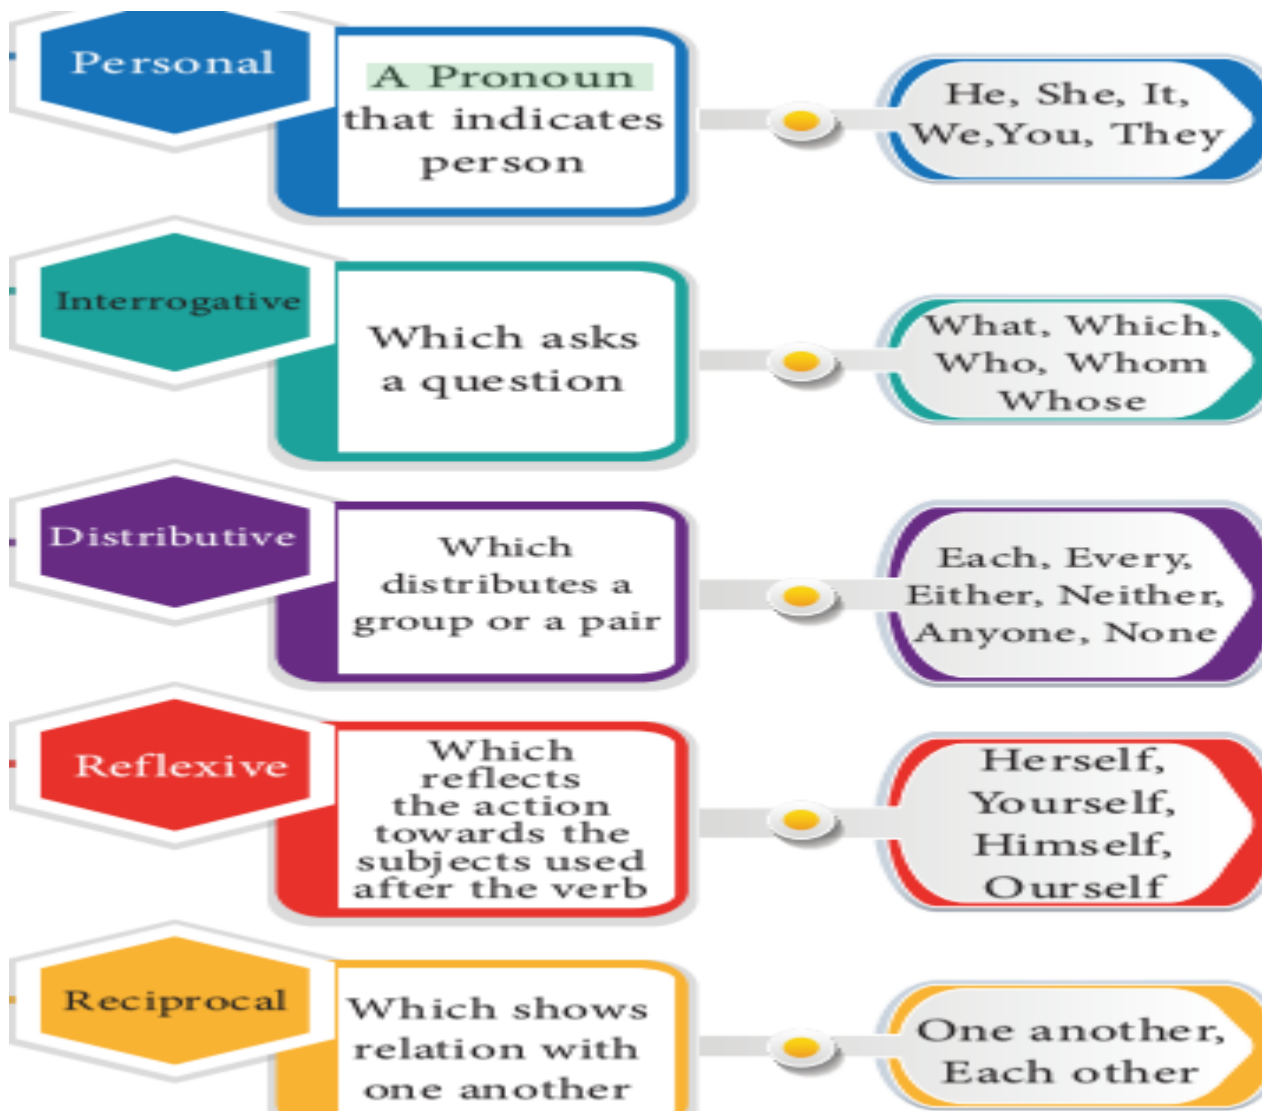 Personal
A Pronoun
that indicates
person
He, She, It,
We,You, They
Interrogative
Which asks
a question
What, Which,
Who, Whom
Whose
Distributive
Which
distributes a
group or a pair
Each, Every,
Either, Neither,
Anyone, None
Reflexive
Which
reflects
the action
towards the
subjects used
after the verb
Herself,
Yourself,
Himself,
Ourself
Reciprocal
Which shows
relation with
one another
One another,
Each other